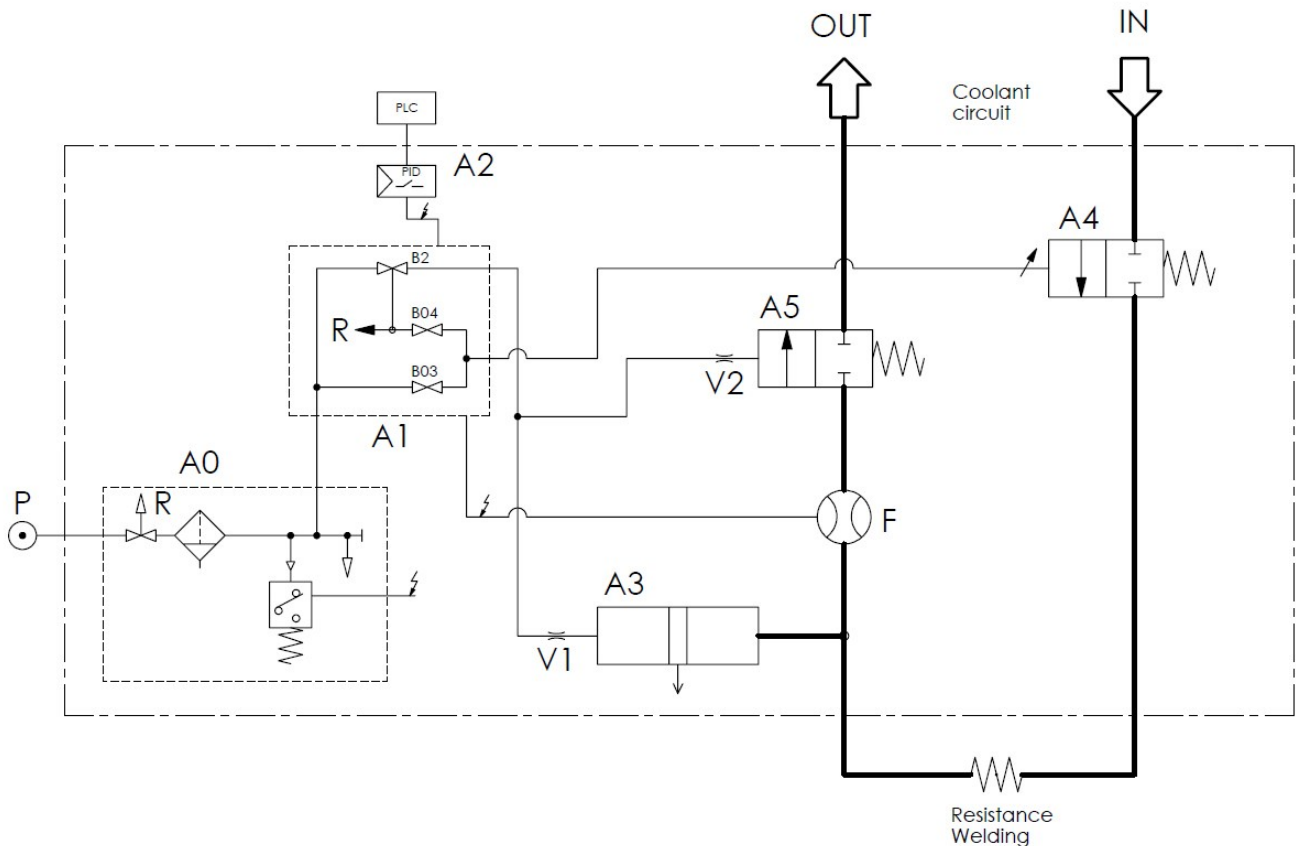 OUT
IN
Coolant
circuit
PLC
PID
A2
A4
B2
A5
R
B04
V2
B03
A1
A0
P
R
F
A3
V1
Resistance
Welding